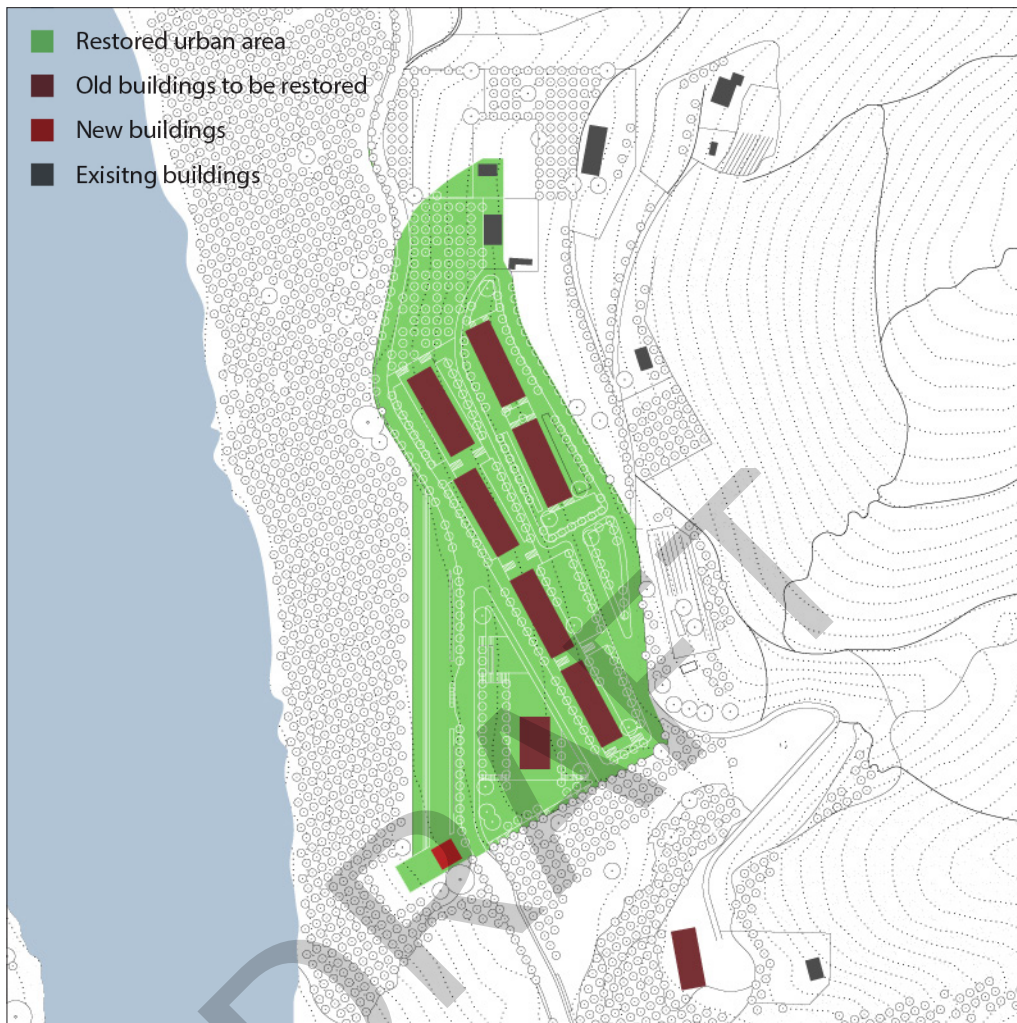 Restored urban area
Old buildings to be restored
New buildings
Exisitng buildings
DRAFT